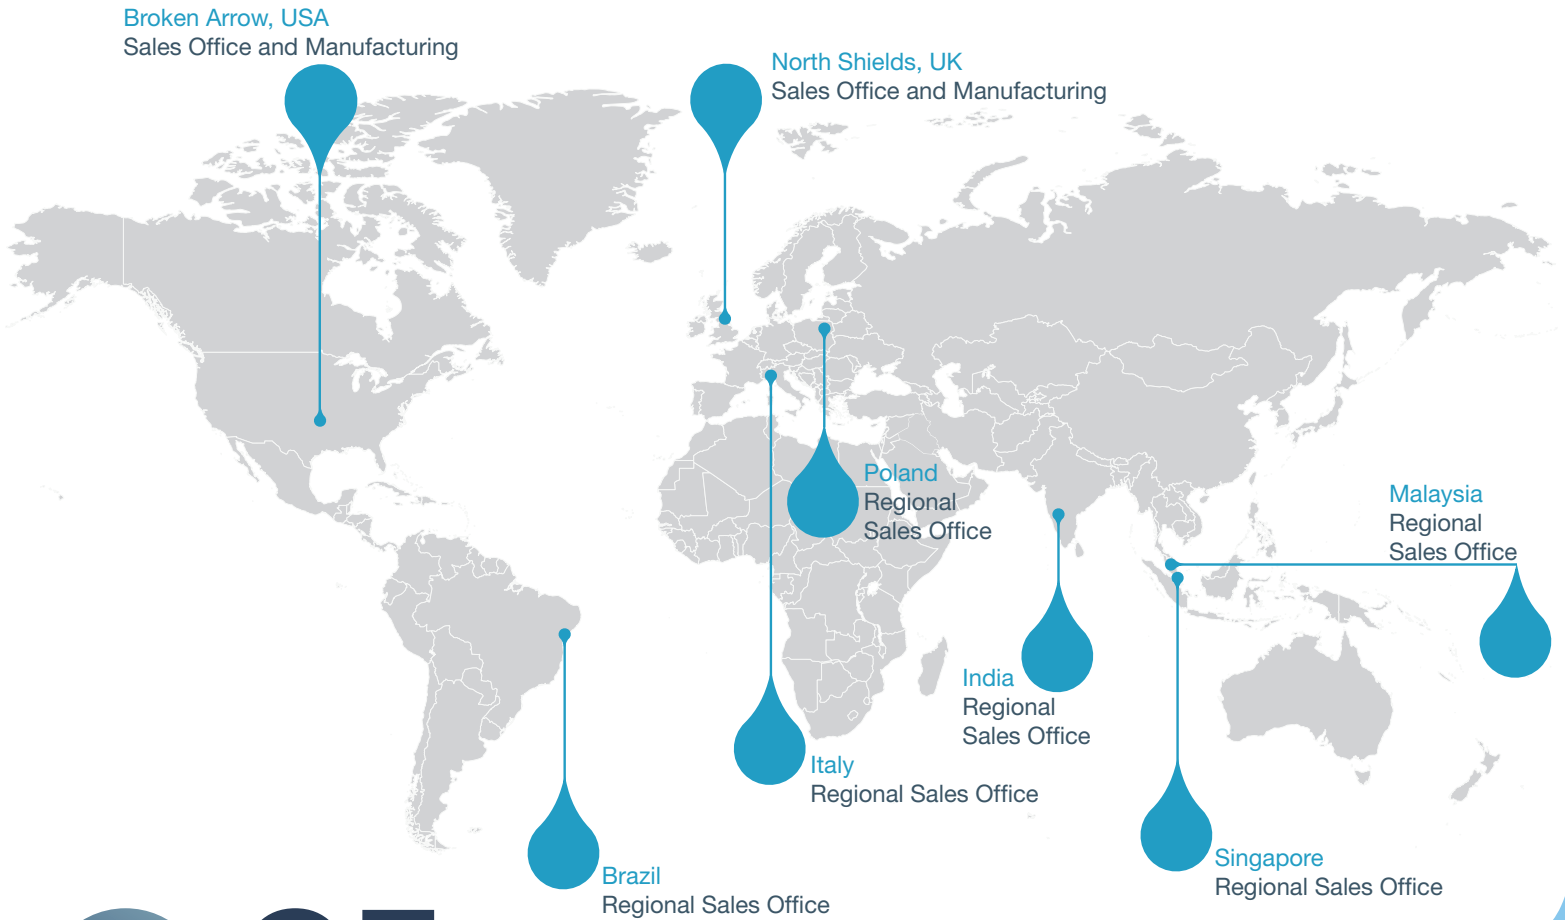 Broken Arrow, USA
Sales Office and Manufacturing
North Shields, UK
Sales Office and Manufacturing
Poland
Regional
Sales Office
Malaysia
Regional
Sales Office
India
Regional
Sales Office
Italy
Regional Sales Office
Singapore
Regional Sales Office
Brazil
Regional Sales Office